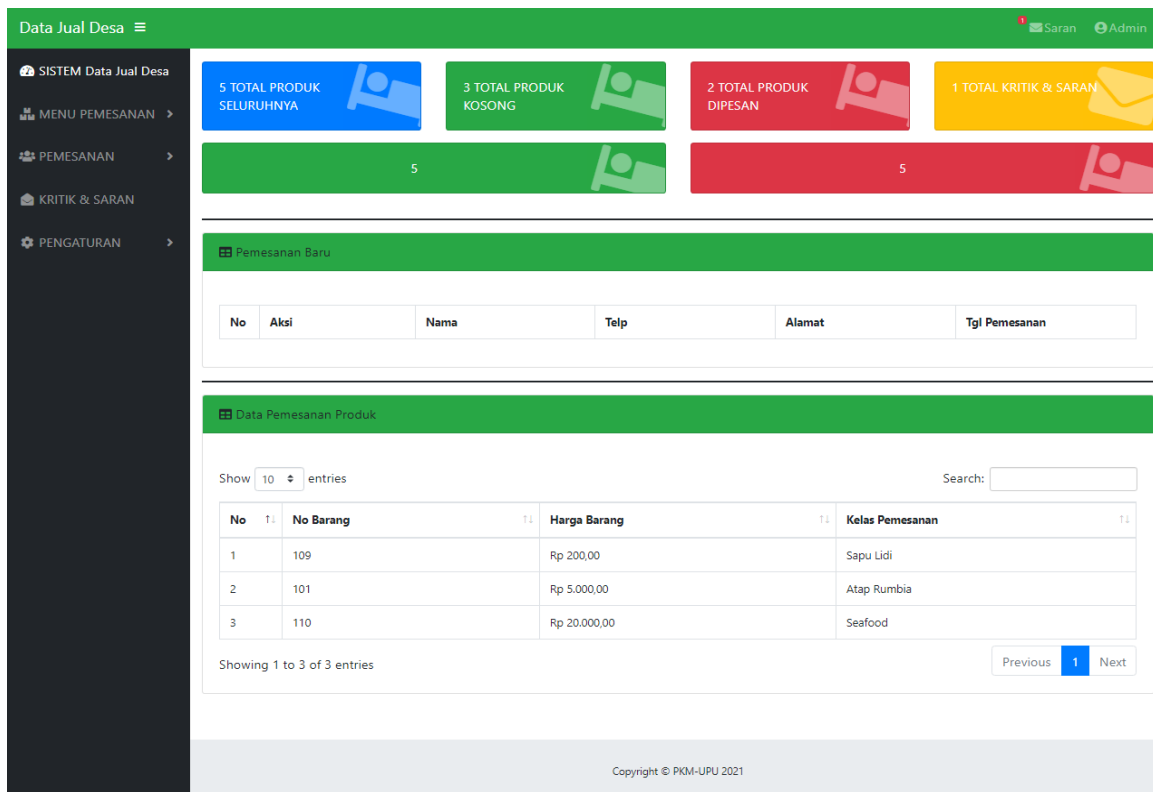 Data Jual Desa
1 Saran Admin
SISTEM Data Jual Desa
MENU PEMESANAN
PEMESANAN
KRITIK & SARAN
PENGATURAN
5 TOTAL PRODUK
SELURUHNYA
3 TOTAL PRODUK
KOSONG
2 TOTAL PRODUK
DIPESAN
1 TOTAL KRITIK & SARAN
5
5
Pemesanan Baru
No Aksi Nama Telp Alamat Tgl Pemesanan
Data Pemesanan Produk
Show 10 entries Search:
No No Barang Harga Barang Kelas Pemesanan
1 109 Rp 200,00 Sapu Lidi
2 101 Rp 5.000,00 Atap Rumbia
3 110 Rp 20.000,00 Seafood
Showing 1 to 3 of 3 entries Previous 1 Next
Copyright © PKM-UPU 2021